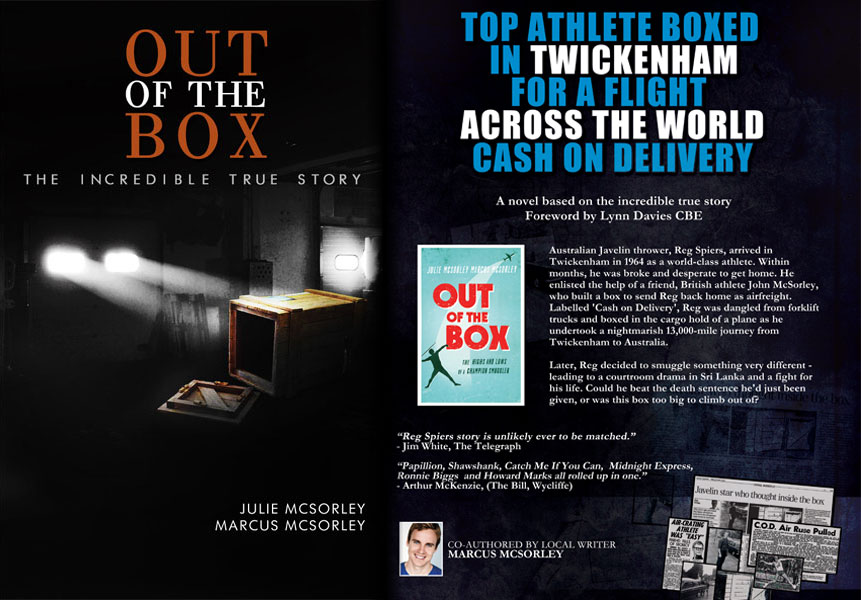 OUT
OF THE
BOX
THE INCREDIBLE TRUE STORY
JULIE MCSORLEY
MARCUS MCSORLEY
TOP ATHLETE BOXED
IN TWICKENHAM
FOR A FLIGHT
ACROSS THE WORLD
CASH ON DELIVERY
A novel based on the incredible true story
Foreword by Lynn Davies CBE
JULIE MCSORLEY MARCUS MCSORLEY
OUT
OF THE
BOX
THE HIGHS AND LOWS
OF A CHAMPION SMUGGLER
Australian Javelin thrower, Reg Spiers, arrived in
Twickenham in 1964 as a world-class athlete. Within
months, he was broke and desperate to get home. He
enlisted the help of a friend, British athlete John McSorley,
who built a box to send Reg back home as airfreight.
Labelled 'Cash on Delivery', Reg was dangled from forklift
trucks and boxed in the cargo hold of a plane as he
undertook a nightmarish 13,000-mile journey from
Twickenham to Australia.
Later, Reg decided to smuggle something very different -
leading to a courtroom drama in Sri Lanka and a fight for
his life. Could he beat the death sentence he'd just been
given, or was this box too big to climb out of?
“Reg Spiers story is unlikely ever to be matched.”
- Jim White, The Telegraph
“Papillion, Shawshank, Catch Me If You Can, Midnight Express,
Ronnie Biggs and Howard Marks all rolled up in one.”
- Arthur McKenzie, (The Bill, Wycliffe)
CO-AUTHORED BY LOCAL WRITER
MARCUS MCSORLEY
Javelin star who thought inside the box
AIR-CRATING
ATHLETE
WAS "EASY"
C.O.D. Air Ruse Pulled